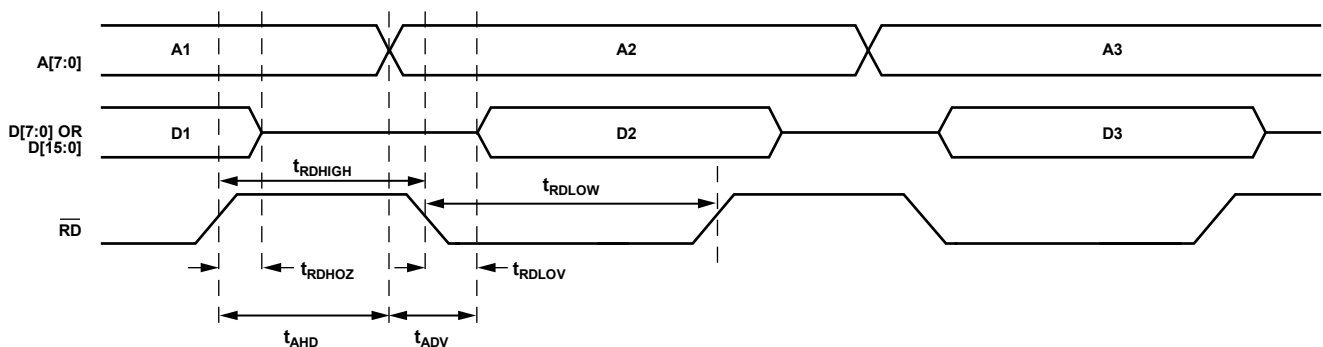 A[7:0]
A1
A2
A3
D[7:0] OR
D[15:0]
D1
D2
D3
tRDHIGH
tRDLOW
RD
tRDHOZ
tRDLOV
tAHD
tADV